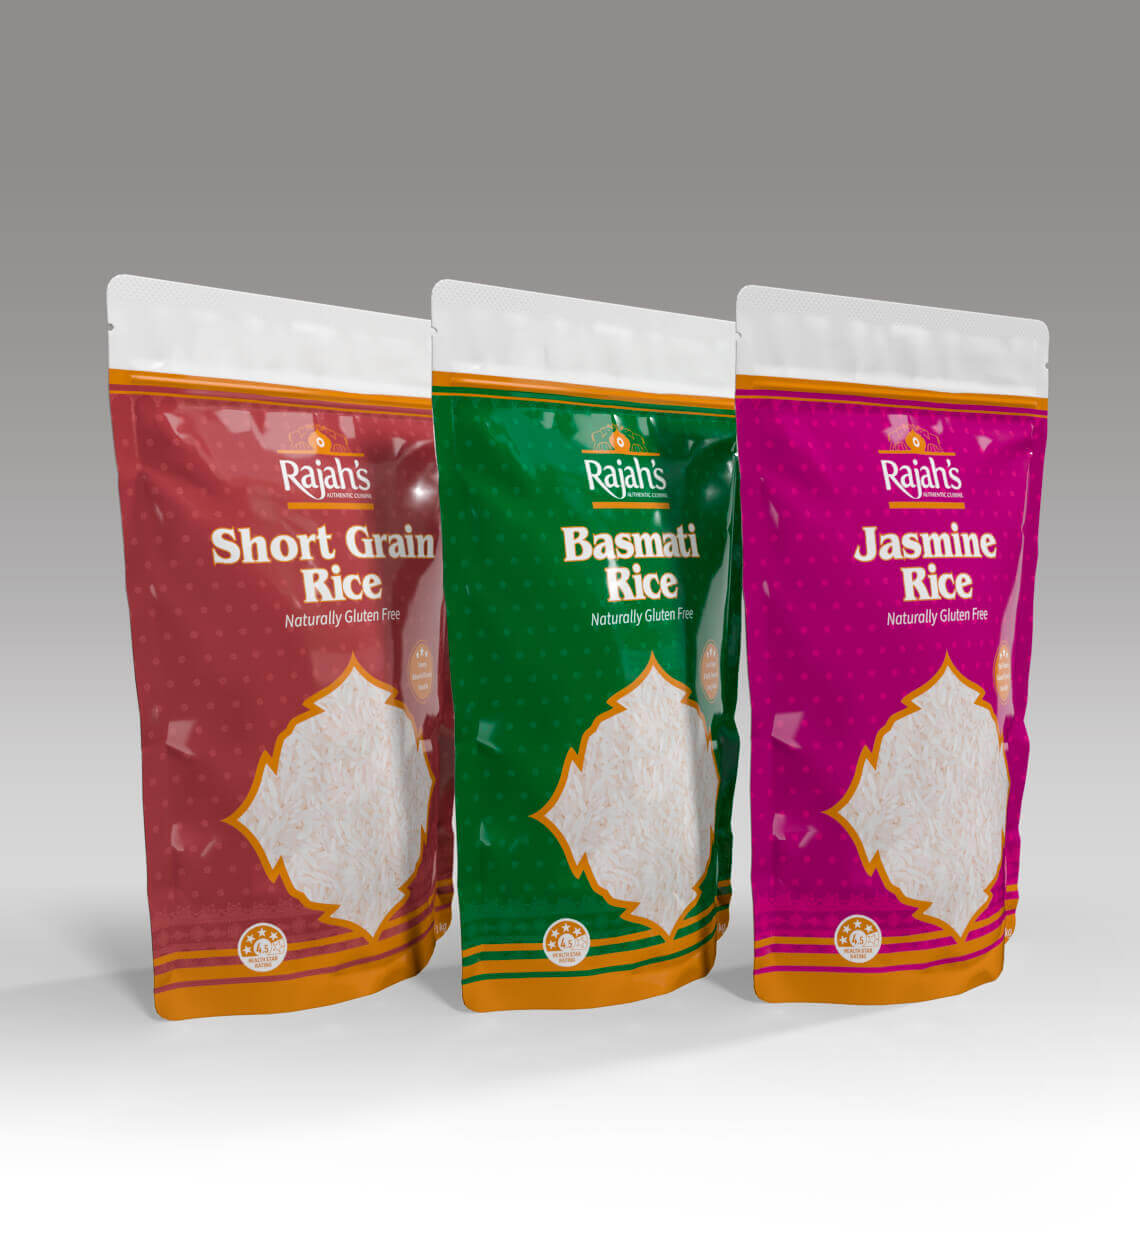 Rajah's
AUTHENTIC CUISINE
Short Grain
Rice
Naturally Gluten Free
4.5
HEALTH STAR
RATING
Rajah's
AUTHENTIC CUISINE
Basmati
Rice
Naturally Gluten Free
4.5
HEALTH STAR
RATING
Rajah's
AUTHENTIC CUISINE
Jasmine
Rice
Naturally Gluten Free
4.5
HEALTH STAR
RATING